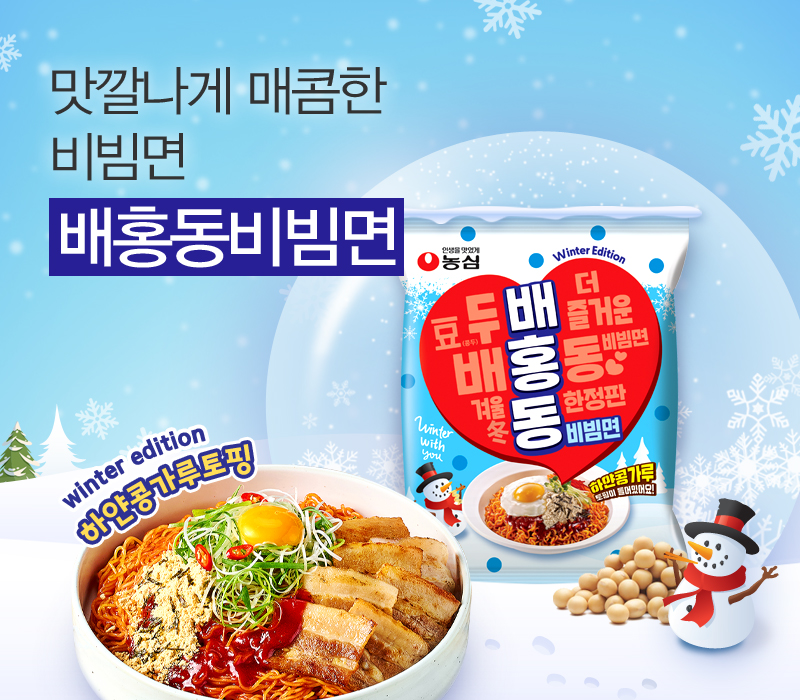 맛깔나게 매콤한
비빔면
배홍동비빔면
인생을 맛있게
농심
Winter Edition
豆
(콩두)
두
배
배홍동
비빔면
더
즐거운
동
비빔면
겨울
冬
한정판
Winter
with
you
하얀콩가루
토핑이 들어있어요!
winter edition
하얀콩가루토핑